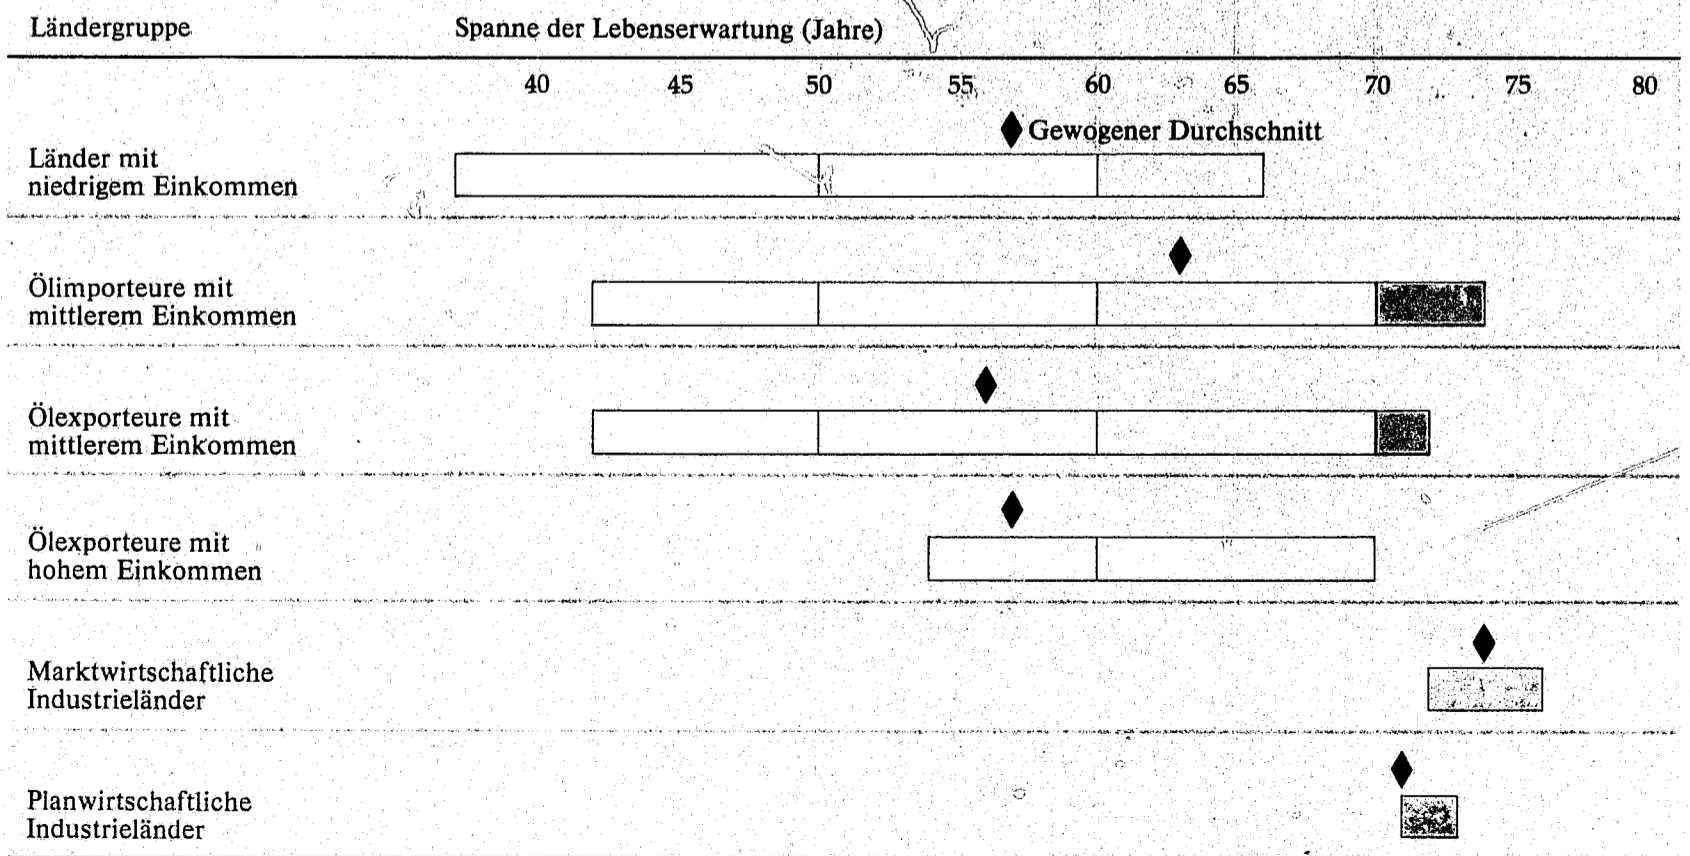 Ländergruppe Spanne der Lebenserwartung (Jahre)
40 45 50 55 60 65 70 75 80
Gewogener Durchschnitt
Länder mit
niedrigem Einkommen
Ölimporteure mit
mittlerem Einkommen
Ölexporteure mit
mittlerem Einkommen
Ölexporteure mit
hohem Einkommen
Marktwirtschaftliche
Industrieländer
Planwirtschaftliche
Industrieländer